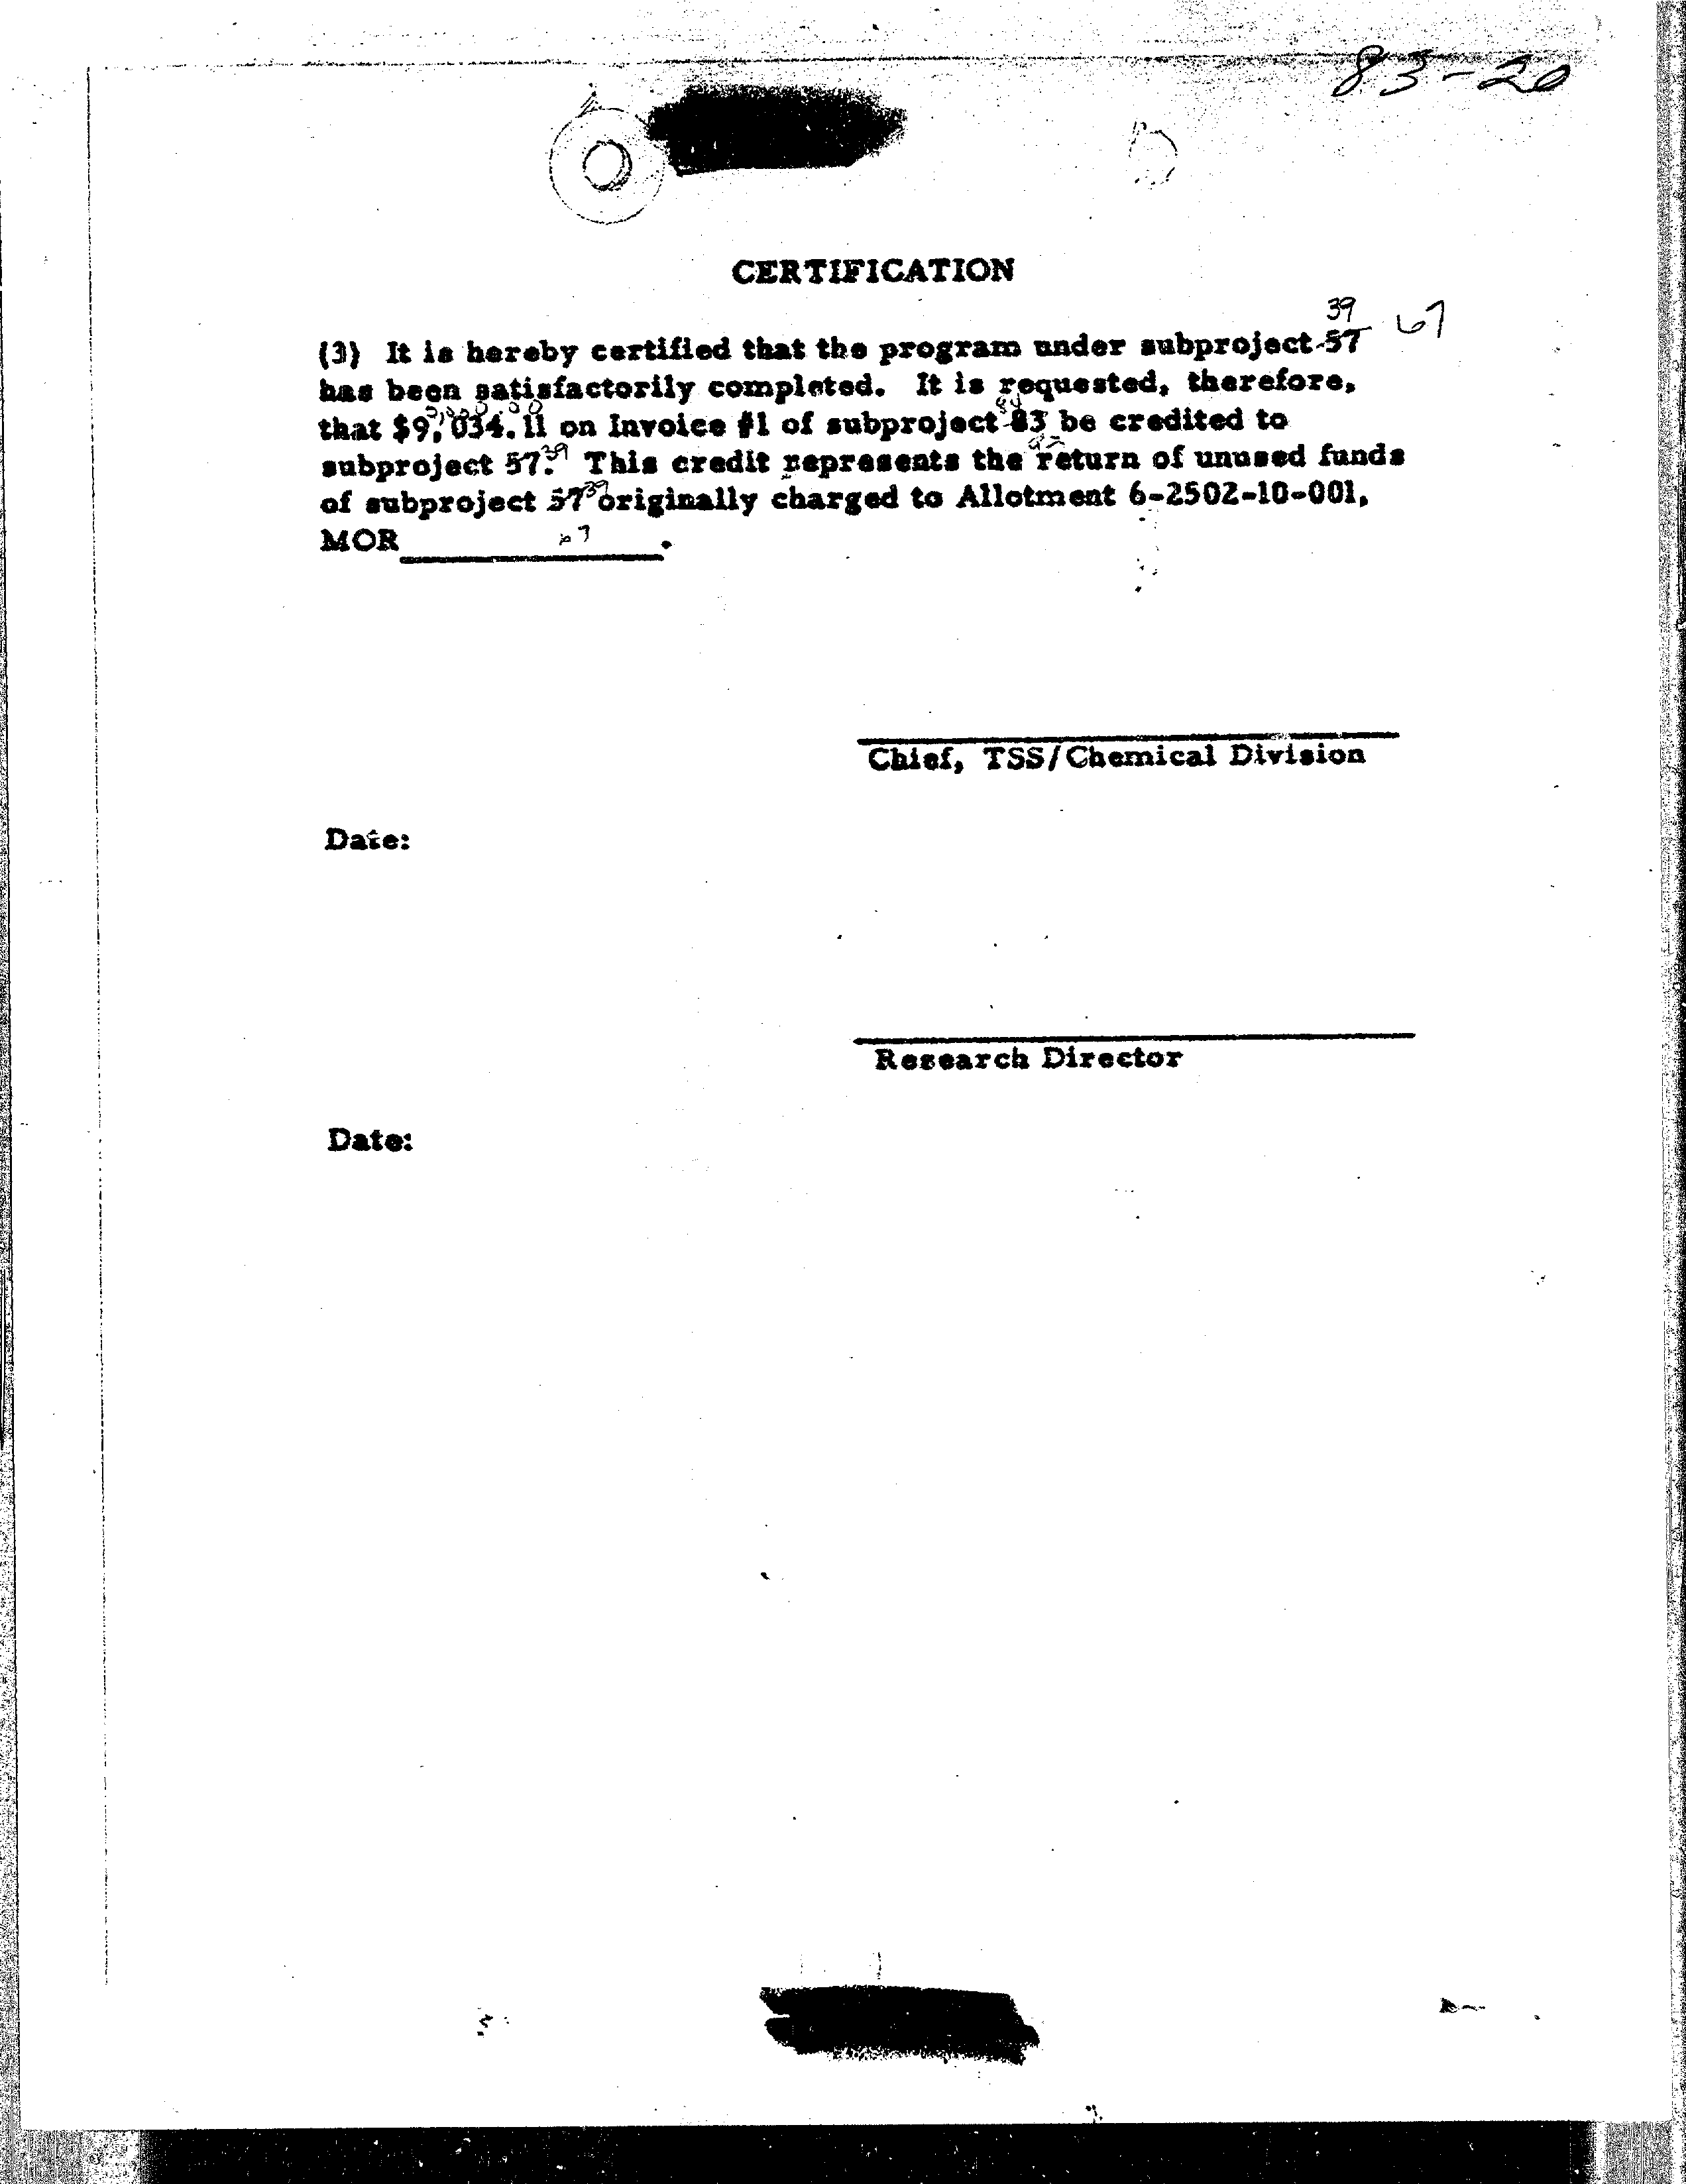 83-20
CERTIFICATION
39 67
(3) It is hereby certified that the program under subproject 57
has been satisfactorily completed. It is requested, therefore,
that $9,034.11 on Invoice #1 of subproject 83 be credited to
subproject 57.39 This credit represents the return of unused funds
of subproject 57 39 originally charged to Allotment 6-2502-10-001,
MOR ____________.
Chief, TSS/Chemical Division
Date:
Research Director
Date: